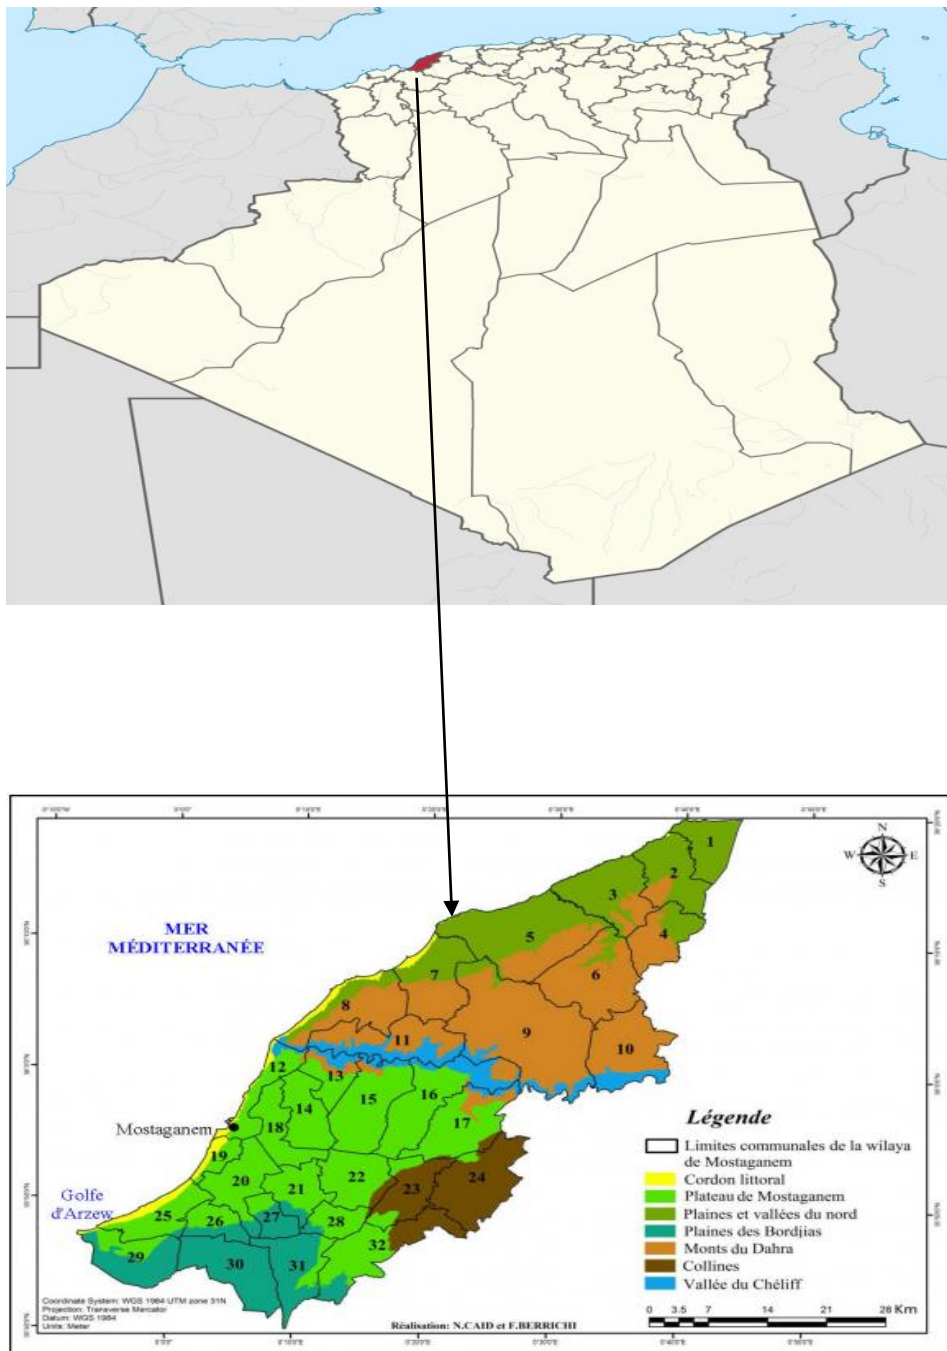 N
W E
S
MER
MÉDITERRANÉE
1
2
3
4
5
6
7
8
9
10
11
12
13
14
15
16
17
18
19
20
21
22
23
24
25
26
27
28
29
30
31
32
Mostaganem
Golfe
d'Arzew
Légende
Limites communales de la wilaya
de Mostaganem
Cordon littoral
Plateau de Mostaganem
Plaines et vallées du nord
Plaines des Bordjias
Monts du Dahra
Collines
Vallée du Chéliff
0 3.5 7 14 21 28 Km
Coordinate System: WGS 1984 UTM zone 31N
Projection: Transverse Mercator
Datum: WGS 1984
Units: Meter
Réalisation: N.CAID et F.BERRICHI